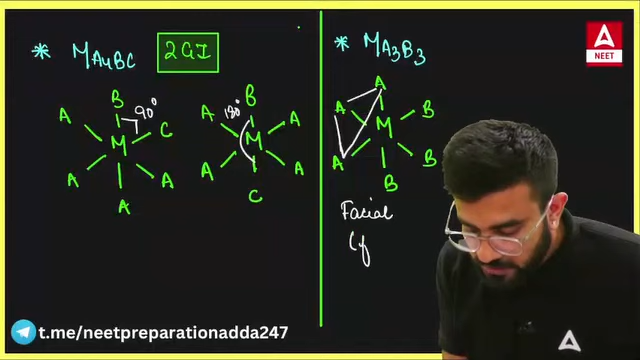 * MA4BC 2GI
B
90°
A
C
M
A
A
A
B
180°
A
A
M
A
A
C
* MA3B3
A
A
B
M
A
B
B
Facial
(f
A
NEET
A
t.me/neetpreparationadda247